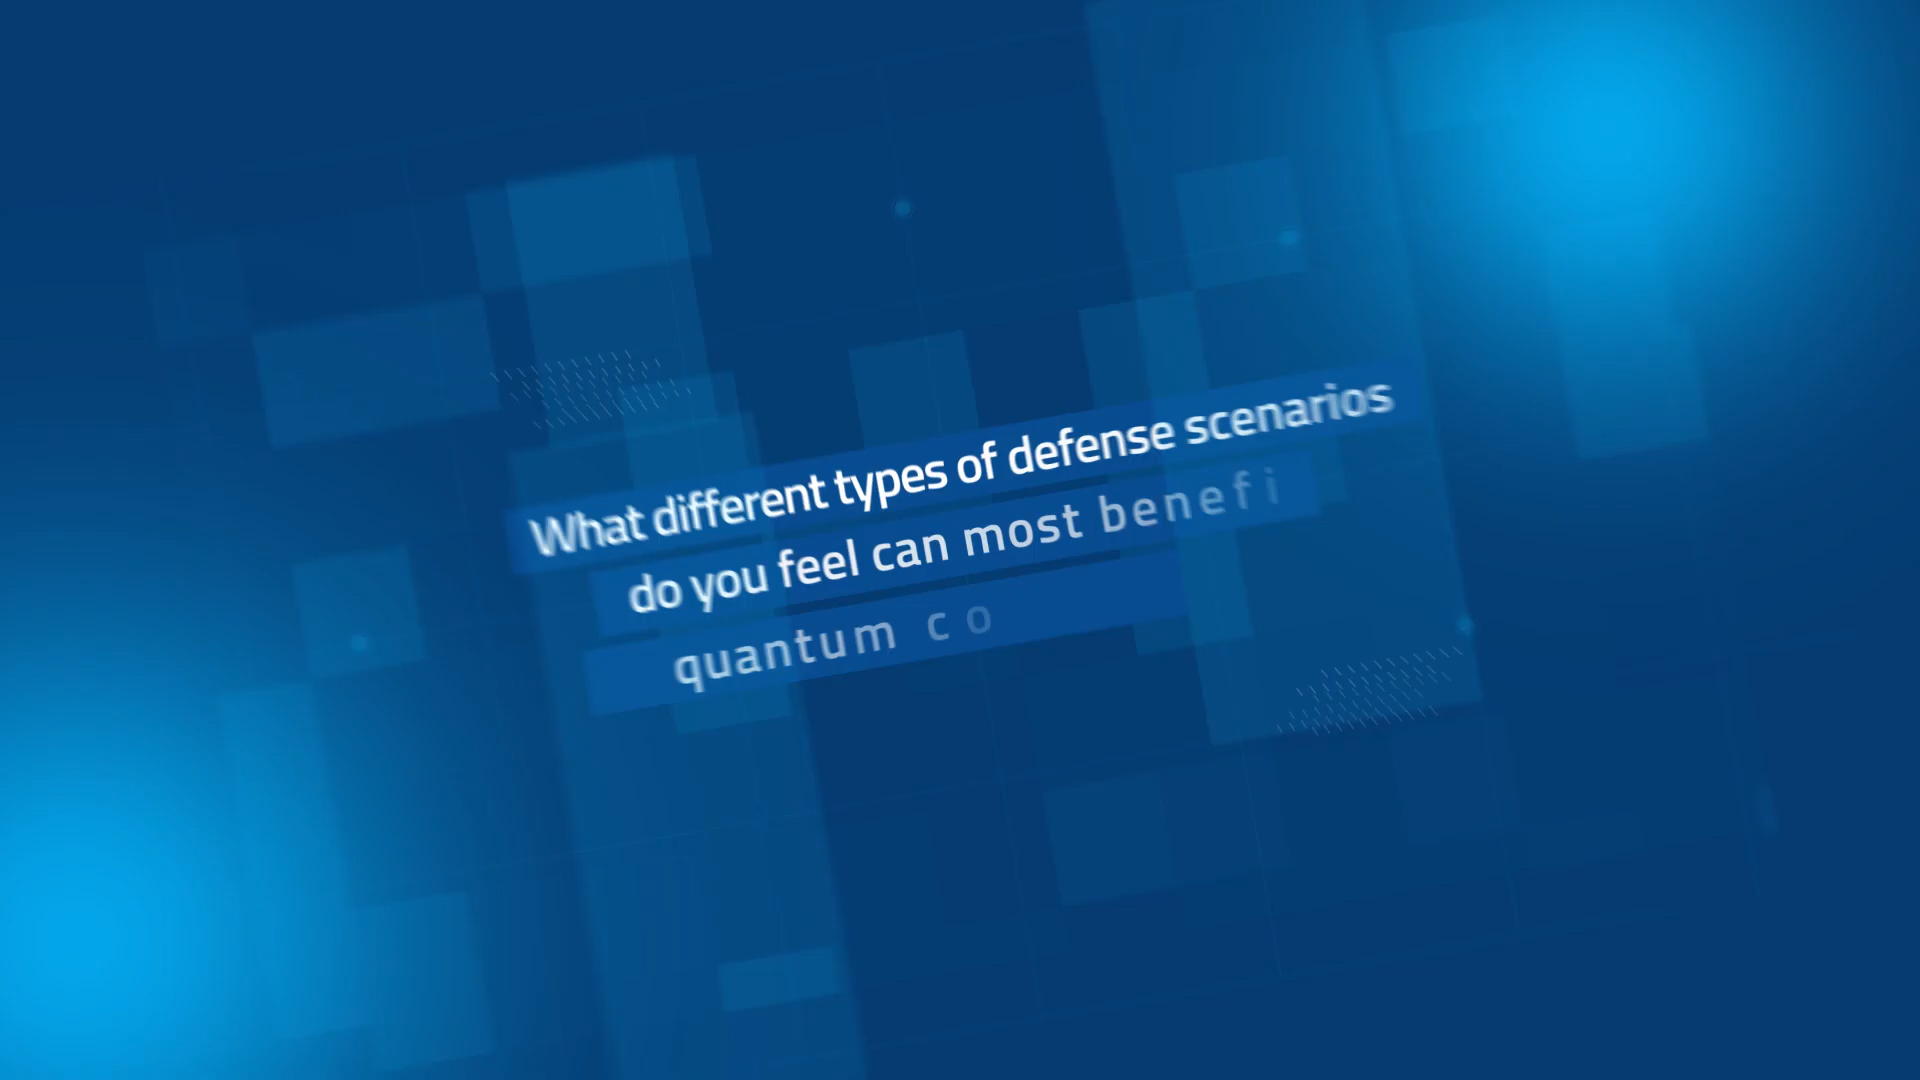 What different types of defense scenarios
do you feel can most benefi
quantum co